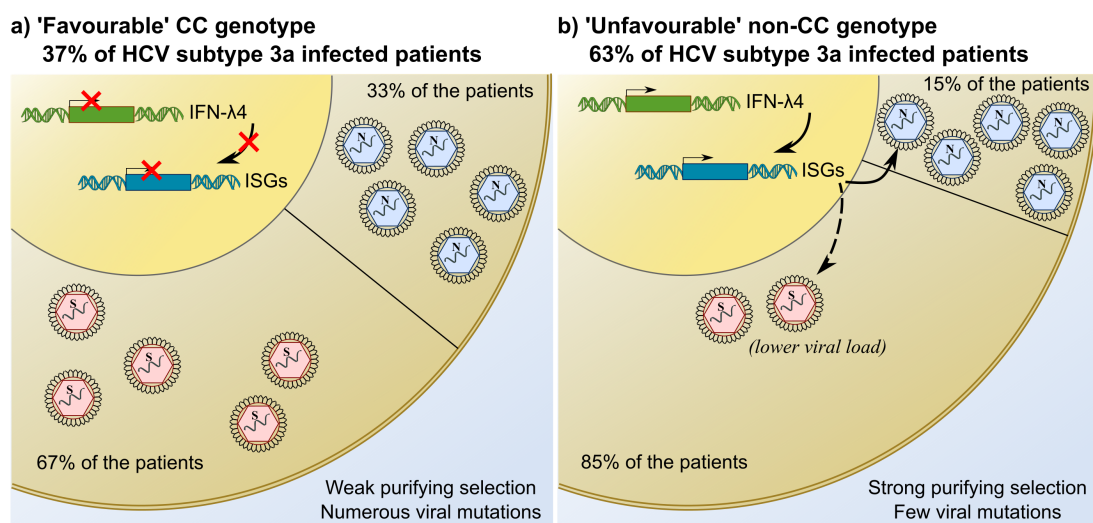 a) 'Favourable' CC genotype
37% of HCV subtype 3a infected patients
33% of the patients
IFN-λ4
ISGs
N
N
N
N
N
S
S
S
S
S
67% of the patients
Weak purifying selection
Numerous viral mutations
b) 'Unfavourable' non-CC genotype
63% of HCV subtype 3a infected patients
15% of the patients
IFN-λ4
ISGs
N
N
N
N
N
S
S
(lower viral load)
85% of the patients
Strong purifying selection
Few viral mutations